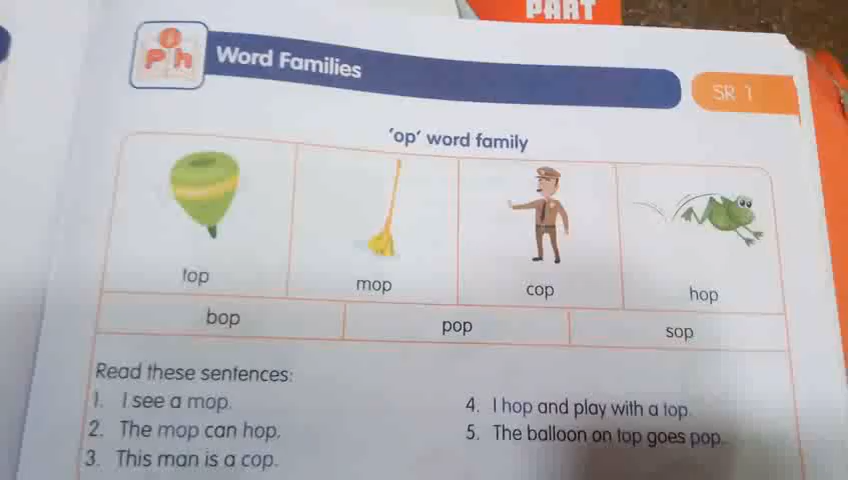 PART
Ph
Word Families
SR 1
'op' word family
top mop cop hop
bop pop sop
Read these sentences:
1. I see a mop.
2. The mop can hop.
3. This man is a cop.
4. I hop and play with a top.
5. The balloon on top goes pop.